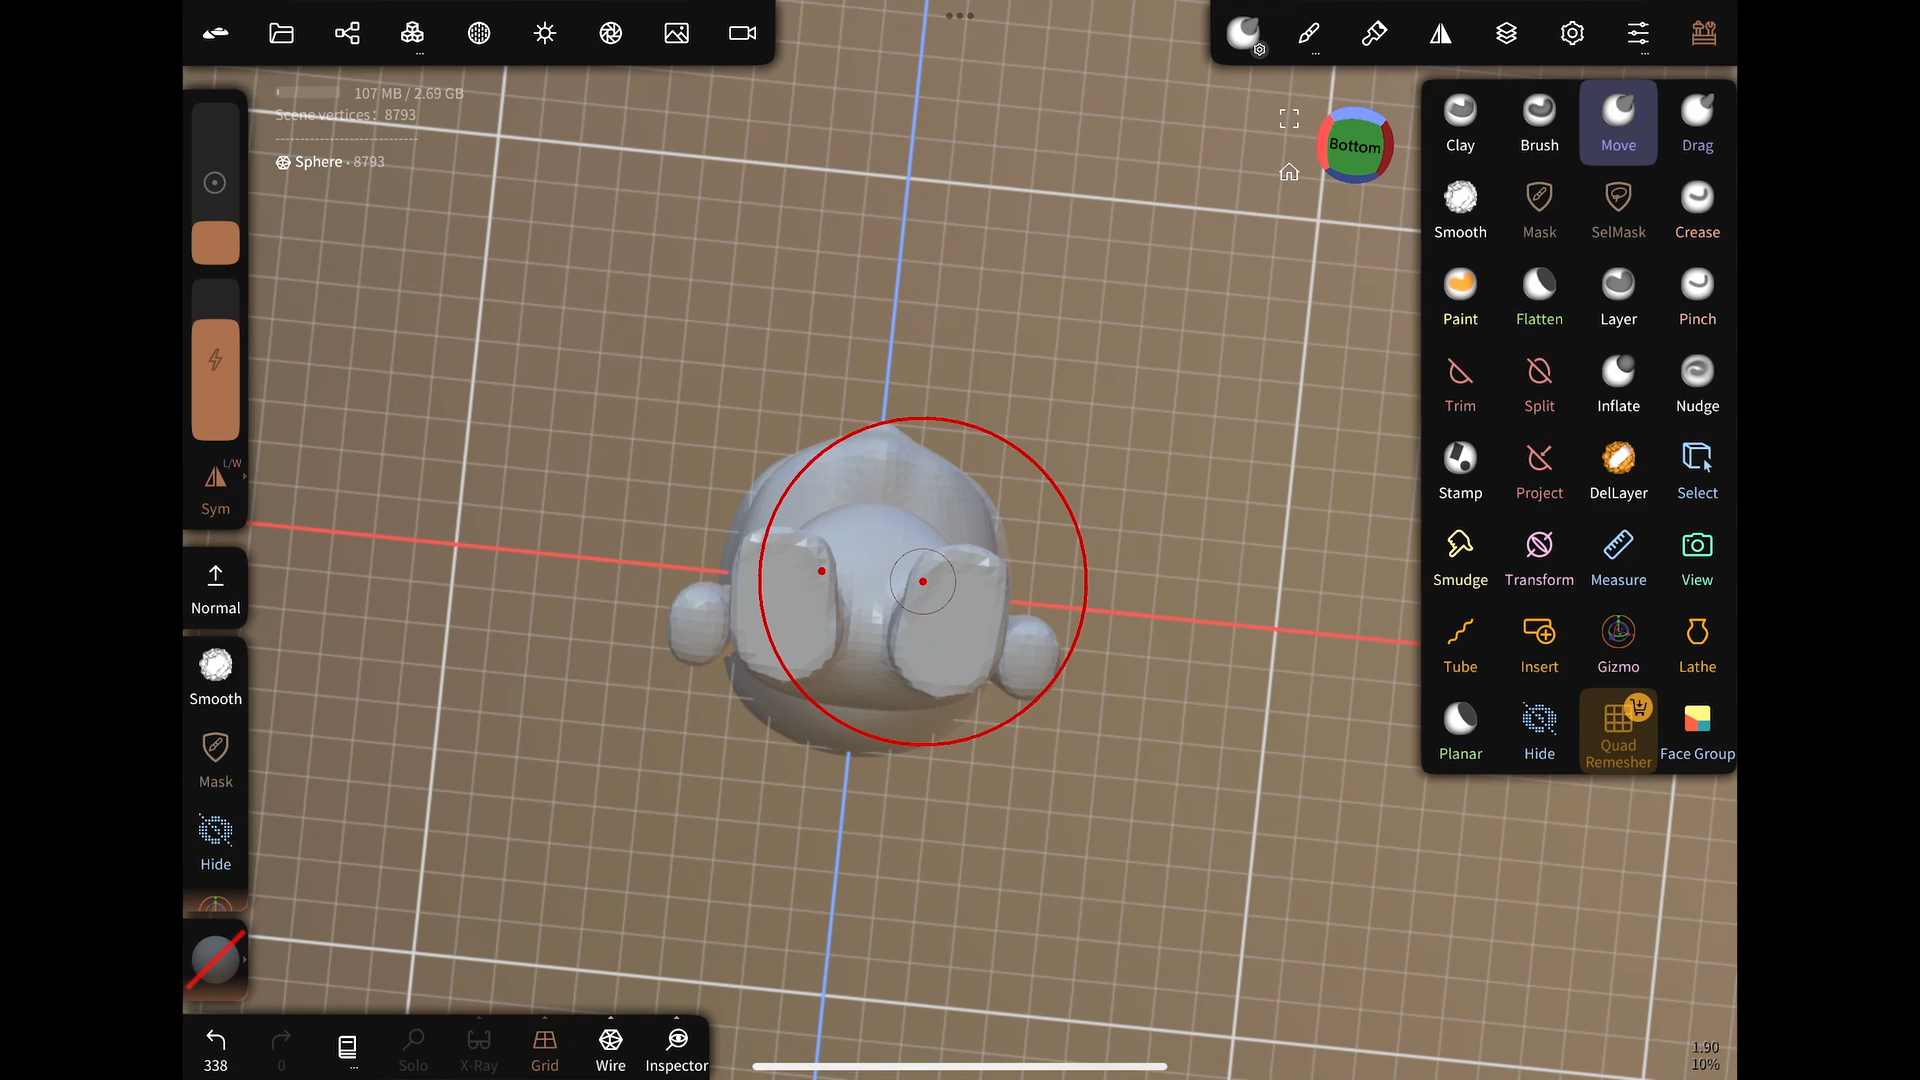 107 MB / 2.69 GB
Scene vertices: 8793
Sphere • 8793
Bottom
Clay
Brush
Move
Drag
Smooth
Mask
SelMask
Crease
Paint
Flatten
Layer
Pinch
Trim
Split
Inflate
Nudge
Stamp
Project
DelLayer
Select
Smudge
Transform
Measure
View
Tube
Insert
Gizmo
Lathe
Planar
Hide
Quad
Remesher
Face Group
L/W
Sym
Normal
Smooth
Mask
Hide
338
0
...
Solo
X-Ray
Grid
Wire
Inspector
1.90
10%